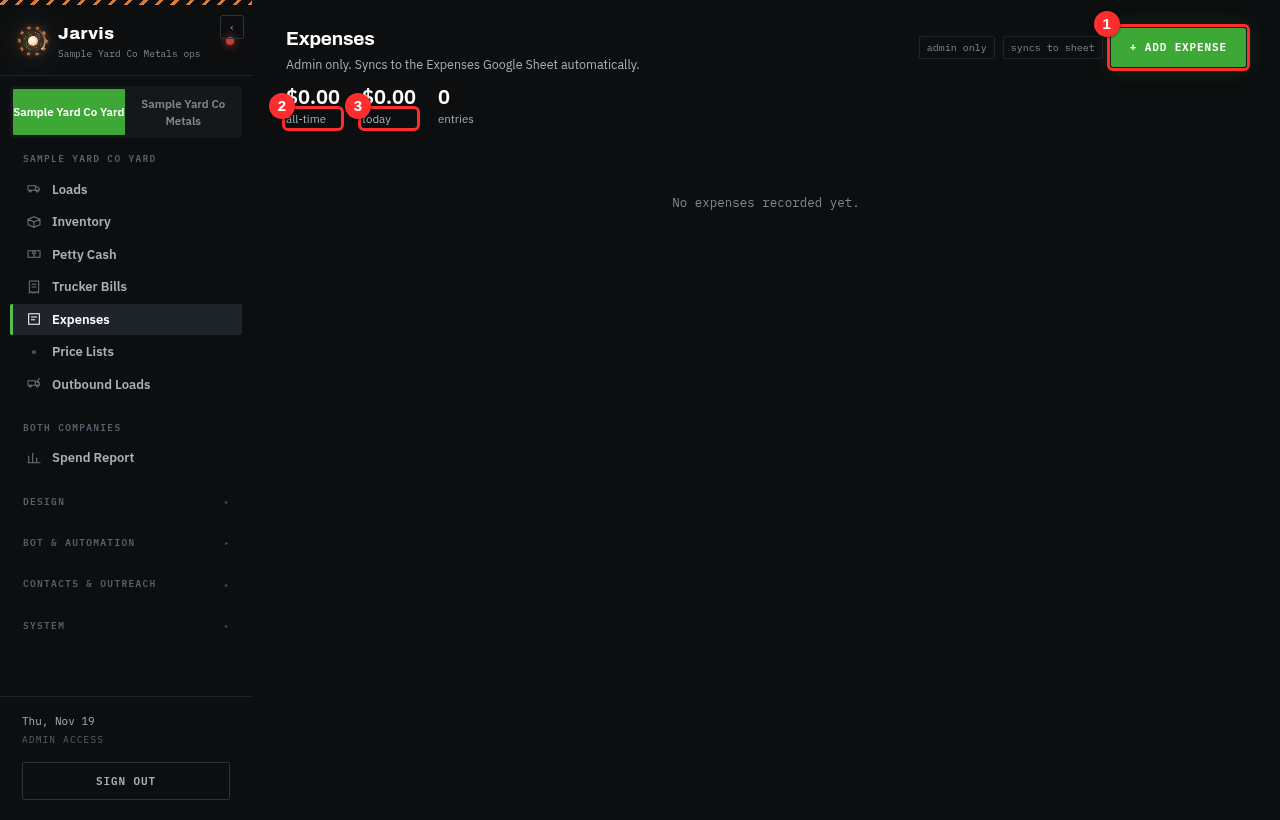 Jarvis
Sample Yard Co Metals ops
‹
Sample Yard Co Yard
Sample Yard Co Metals
SAMPLE YARD CO YARD
Loads
Inventory
Petty Cash
Trucker Bills
Expenses
Price Lists
Outbound Loads
BOTH COMPANIES
Spend Report
DESIGN
BOT & AUTOMATION
CONTACTS & OUTREACH
SYSTEM
Thu, Nov 19
ADMIN ACCESS
SIGN OUT
Expenses
Admin only. Syncs to the Expenses Google Sheet automatically.
admin only
syncs to sheet
1
+ ADD EXPENSE
$0.00
$0.00
0
2
all-time
3
today
entries
No expenses recorded yet.